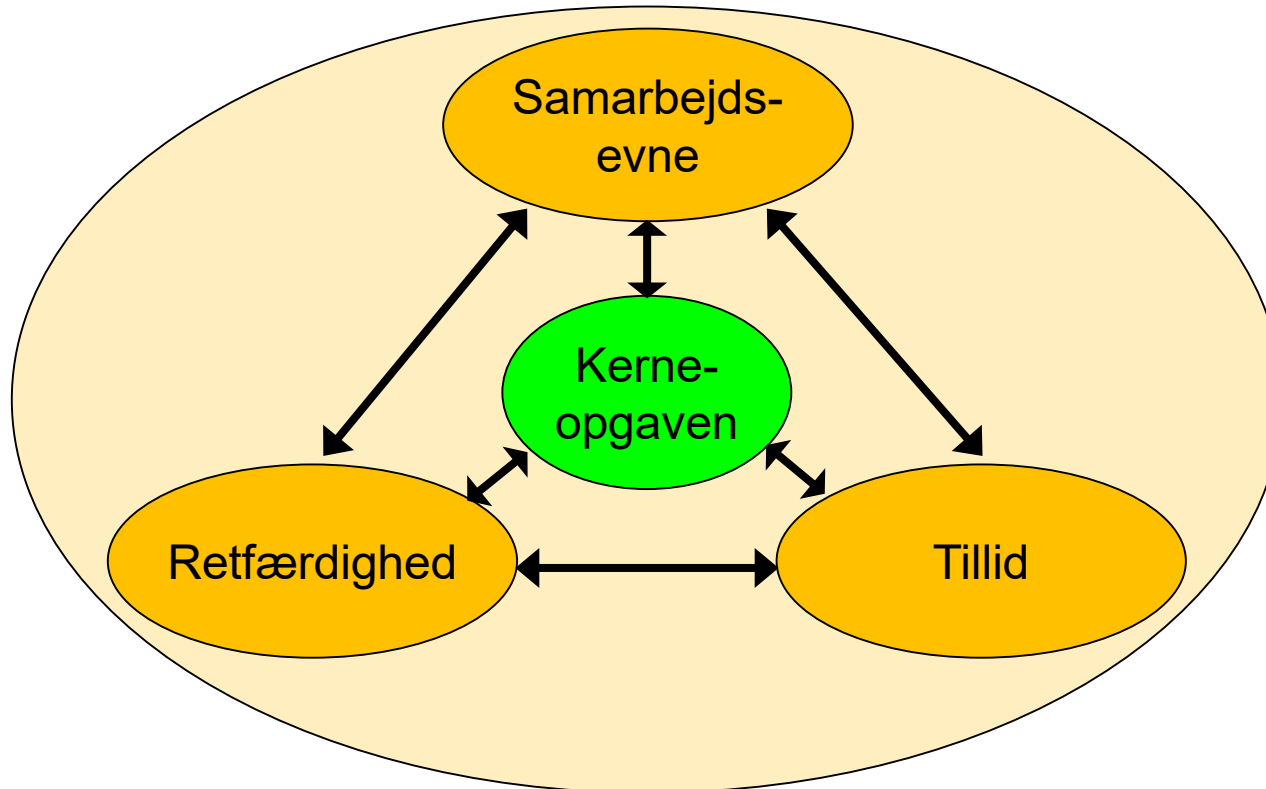 Samarbejds-
evne
Kerne-
opgaven
Retfærdighed
Tillid